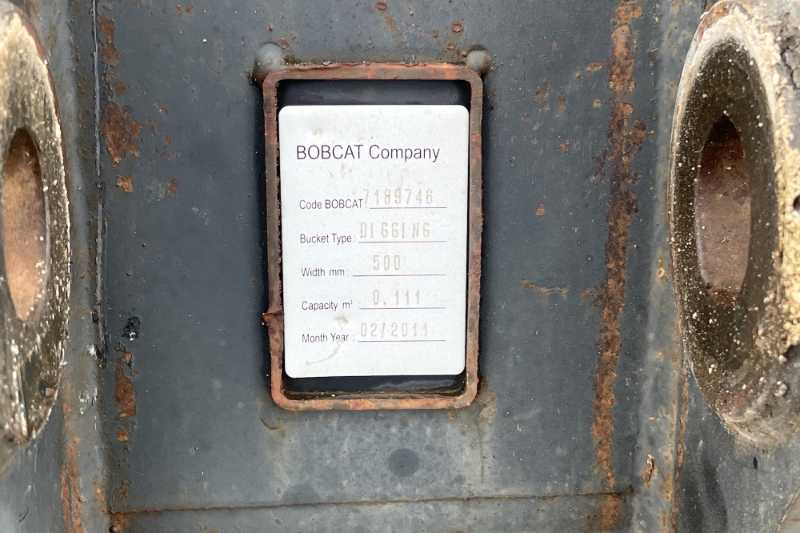 BOBCAT Company
Code BOBCAT 7189746
Bucket Type : DIGGING
Width mm : 500
Capacity m³ 0,111
Month Year : 02/2011